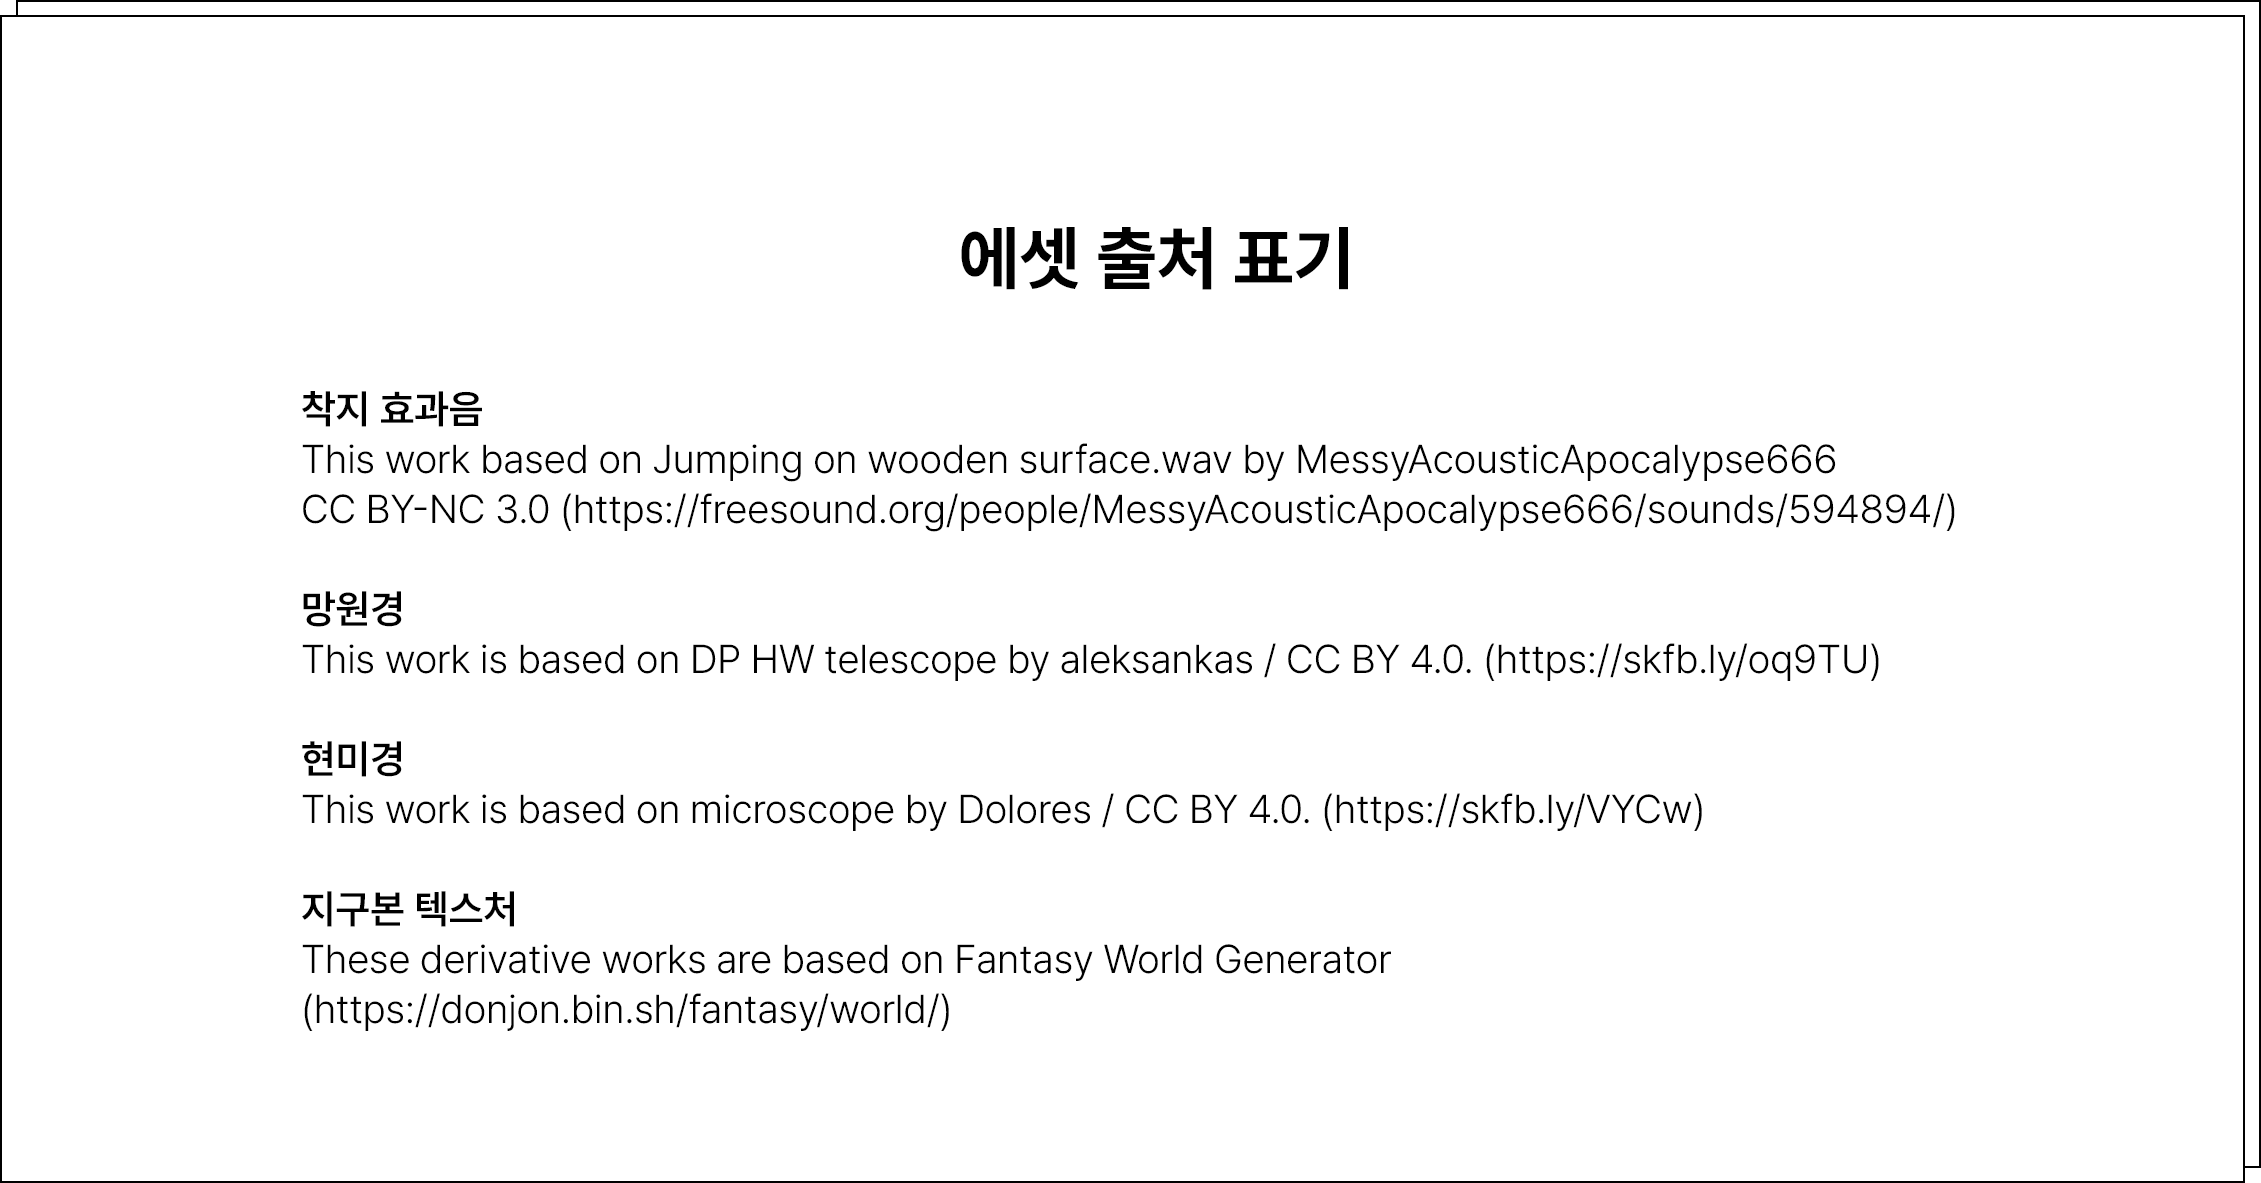 에셋 출처 표기
착지 효과음
This work based on Jumping on wooden surface.wav by MessyAcousticApocalypse666
CC BY-NC 3.0 (https://freesound.org/people/MessyAcousticApocalypse666/sounds/594894/)
망원경
This work is based on DP HW telescope by aleksankas / CC BY 4.0. (https://skfb.ly/oq9TU)
현미경
This work is based on microscope by Dolores / CC BY 4.0. (https://skfb.ly/VYCw)
지구본 텍스처
These derivative works are based on Fantasy World Generator
(https://donjon.bin.sh/fantasy/world/)